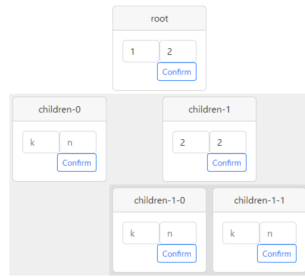 root
1 2
Confirm
children-0 children-1
k n 2 2
Confirm Confirm
children-1-0 children-1-1
k n k n
Confirm Confirm